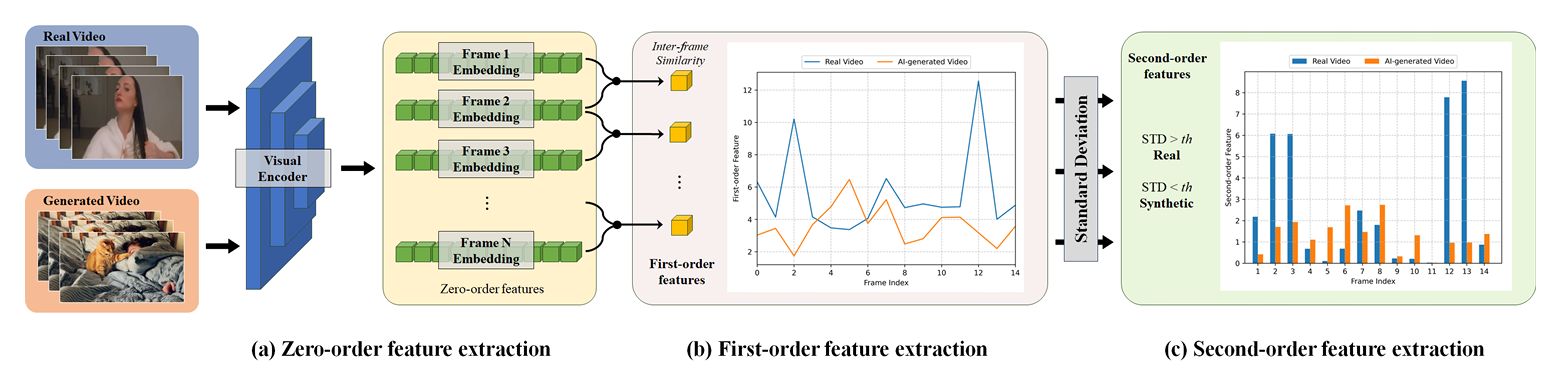 Real Video
Generated Video
Visual
Encoder
Frame 1
Embedding
Frame 2
Embedding
Frame 3
Embedding
⋮
Frame N
Embedding
Zero-order features
(a) Zero-order feature extraction
Inter-frame
Similarity
⋮
First-order
features
Real Video
AI-generated Video
First-order Feature
12
10
8
6
4
2
0 2 4 6 8 10 12 14
Frame Index
(b) First-order feature extraction
Standard Deviation
Second-order
features
STD > th
Real
STD < th
Synthetic
Real Video
AI-generated Video
Second-order Feature
8
7
6
5
4
3
2
1
0
1 2 3 4 5 6 7 8 9 10 11 12 13 14
Frame Index
(c) Second-order feature extraction